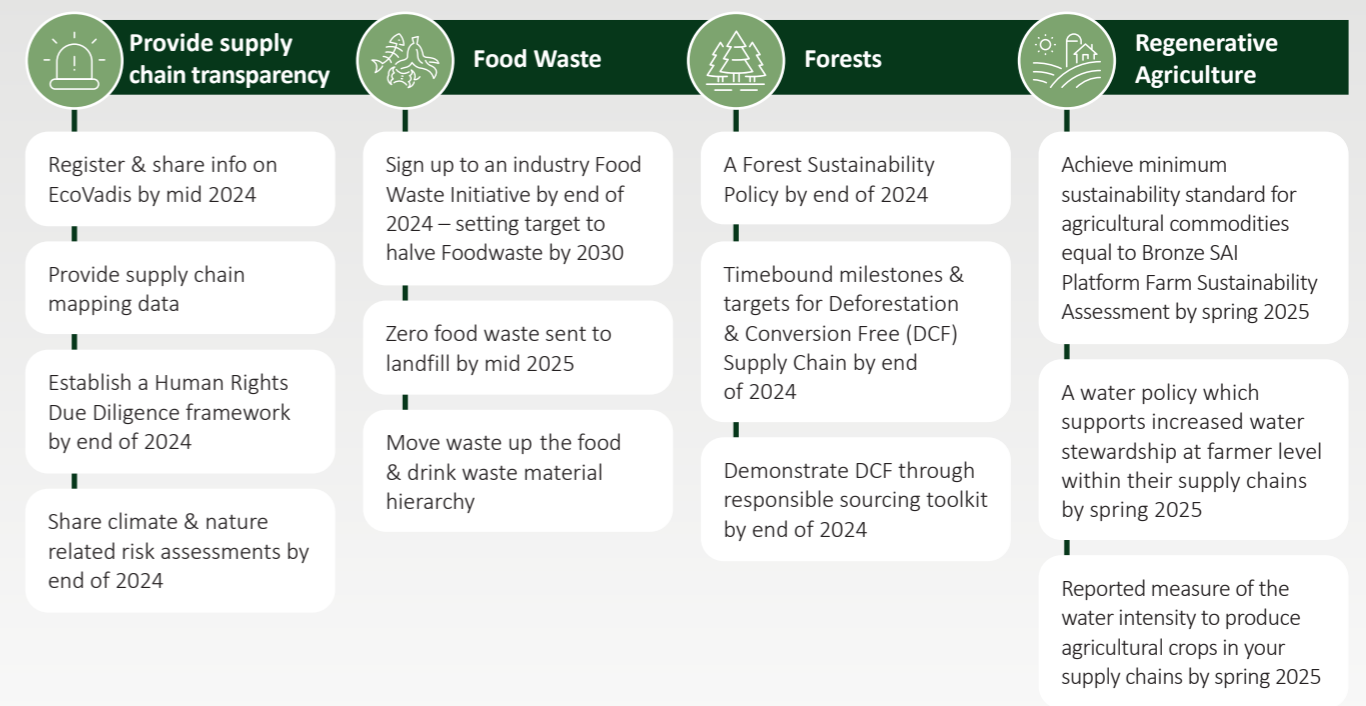 Provide supply
chain transparency
Register & share info on
EcoVadis by mid 2024
Provide supply chain
mapping data
Establish a Human Rights
Due Diligence framework
by end of 2024
Share climate & nature
related risk assessments by
end of 2024
Food Waste
Sign up to an industry Food
Waste Initiative by end of
2024 – setting target to
halve Foodwaste by 2030
Zero food waste sent to
landfill by mid 2025
Move waste up the food
& drink waste material
hierarchy
Forests
A Forest Sustainability
Policy by end of 2024
Timebound milestones &
targets for Deforestation
& Conversion Free (DCF)
Supply Chain by end
of 2024
Demonstrate DCF through
responsible sourcing toolkit
by end of 2024
Regenerative
Agriculture
Achieve minimum
sustainability standard for
agricultural commodities
equal to Bronze SAI
Platform Farm Sustainability
Assessment by spring 2025
A water policy which
supports increased water
stewardship at farmer level
within their supply chains
by spring 2025
Reported measure of the
water intensity to produce
agricultural crops in your
supply chains by spring 2025